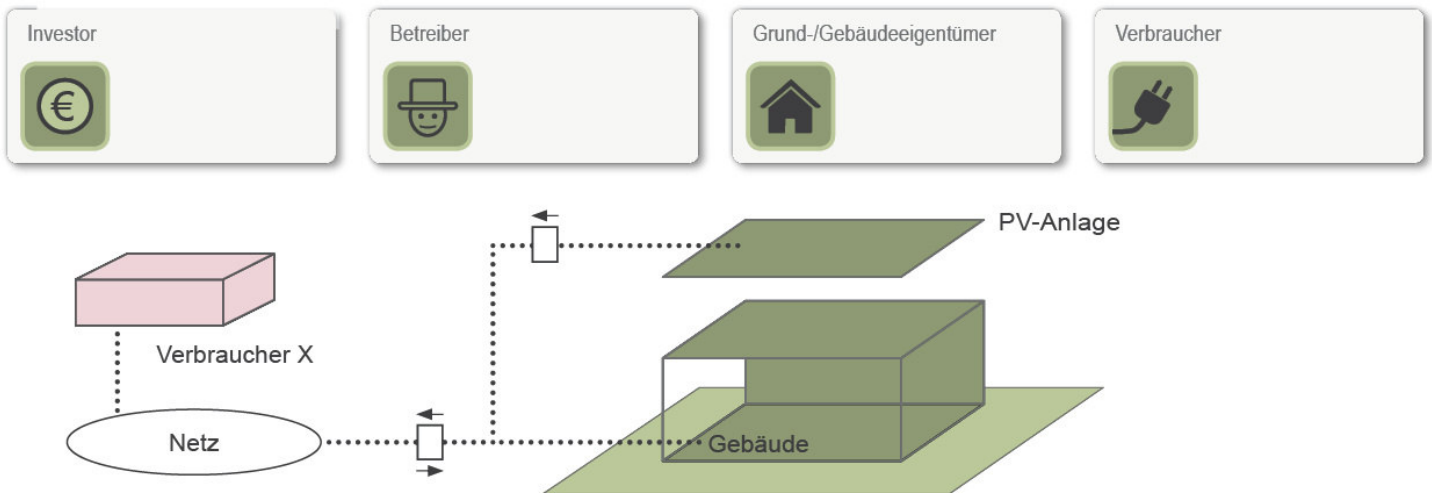 Investor
Betreiber
Grund-/Gebäudeeigentümer
Verbraucher
€
PV-Anlage
Verbraucher X
Netz
Gebäude